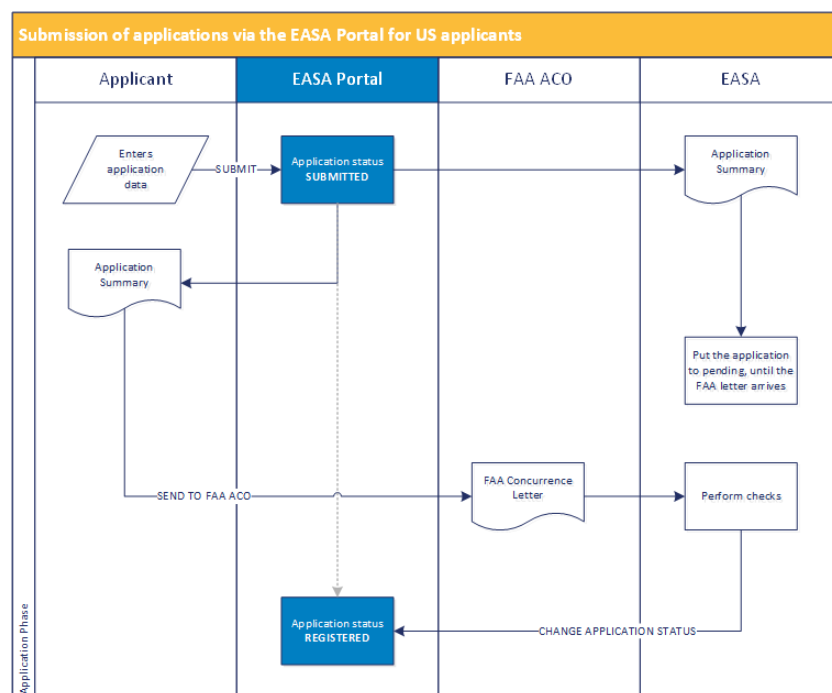 Submission of applications via the EASA Portal for US applicants
Applicant
EASA Portal
FAA ACO
EASA
Enters
application
data
SUBMIT
Application status
SUBMITTED
Application
Summary
Application
Summary
Put the application
to pending, until the
FAA letter arrives
SEND TO FAA ACO
FAA Concurrence
Letter
Perform checks
Application status
REGISTERED
CHANGE APPLICATION STATUS
Application Phase